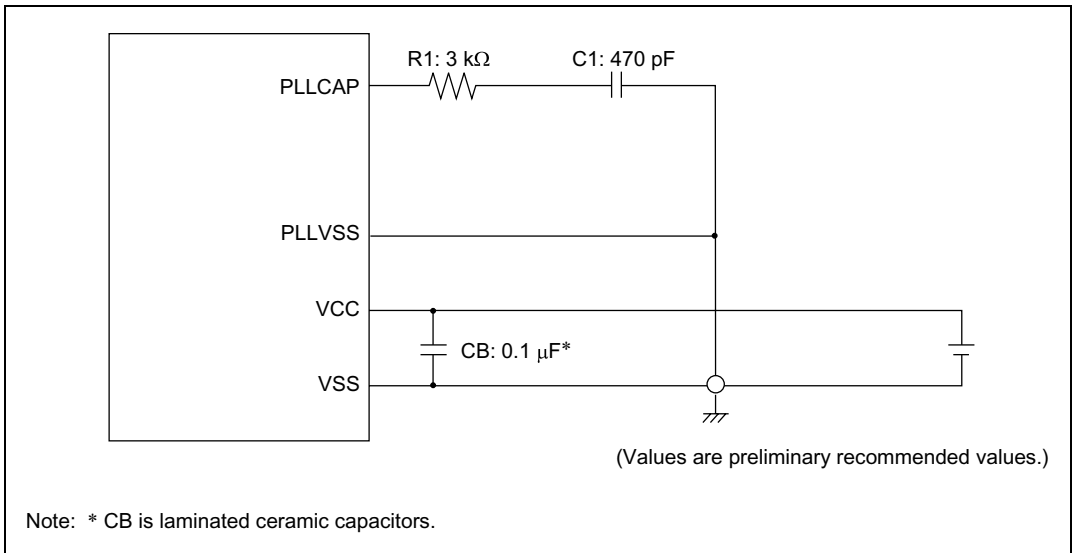 R1: 3 kΩ
C1: 470 pF
PLLCAP
PLLVSS
VCC
CB: 0.1 μF*
VSS
(Values are preliminary recommended values.)
Note: * CB is laminated ceramic capacitors.